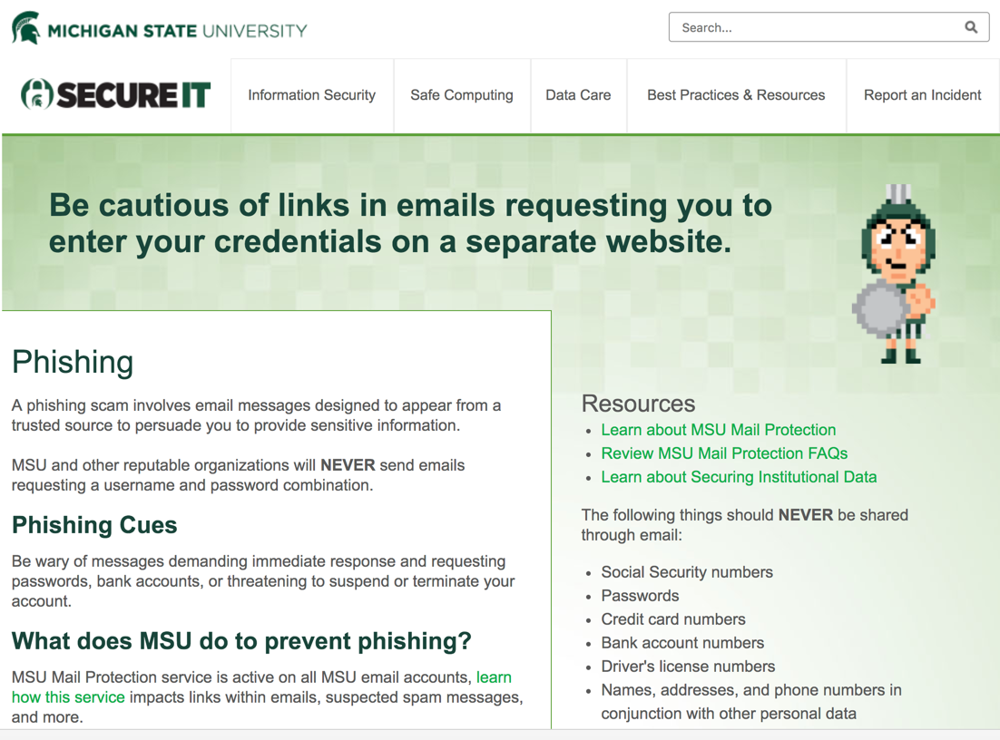 MICHIGAN STATE UNIVERSITY
Search...
SECURE IT
Information Security
Safe Computing
Data Care
Best Practices & Resources
Report an Incident
Be cautious of links in emails requesting you to
enter your credentials on a separate website.
Phishing
A phishing scam involves email messages designed to appear from a
trusted source to persuade you to provide sensitive information.
MSU and other reputable organizations will NEVER send emails
requesting a username and password combination.
Phishing Cues
Be wary of messages demanding immediate response and requesting
passwords, bank accounts, or threatening to suspend or terminate your
account.
What does MSU do to prevent phishing?
MSU Mail Protection service is active on all MSU email accounts, learn
how this service impacts links within emails, suspected spam messages,
and more.
Resources
• Learn about MSU Mail Protection
• Review MSU Mail Protection FAQs
• Learn about Securing Institutional Data
The following things should NEVER be shared
through email:
• Social Security numbers
• Passwords
• Credit card numbers
• Bank account numbers
• Driver's license numbers
• Names, addresses, and phone numbers in
conjunction with other personal data